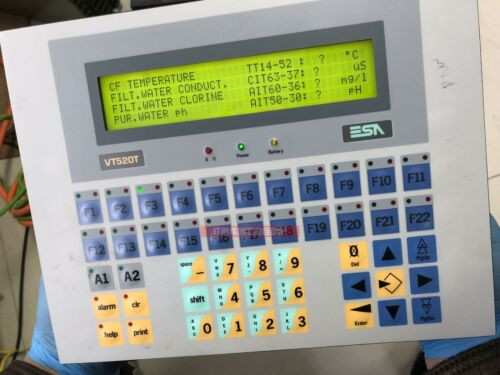 CF TEMPERATURE TT14-52 : ? °C
FILT.WATER CONDUCT. CIT63-37: ? uS
FILT.WATER CLORINE AIT60-36: ? mg/l
PUR.WATER ph AIT50-30: ? pH
VT520T
Power
Battery
ESA
F1 F2 F3 F4 F5 F6 F7 F8 F9 F10 F11
F12 F13 F14 F15 F16 F17 F19 F20 F21 F22
A1 A2
space – 7 V W X 8 Y Z 9
0 Del
PgUp
alarm clr
shift 4 M N O 5 P Q R 6 S T U
help print
0 A B C 1 D E F 2 G H I 3 J K L
Enter
PgDn